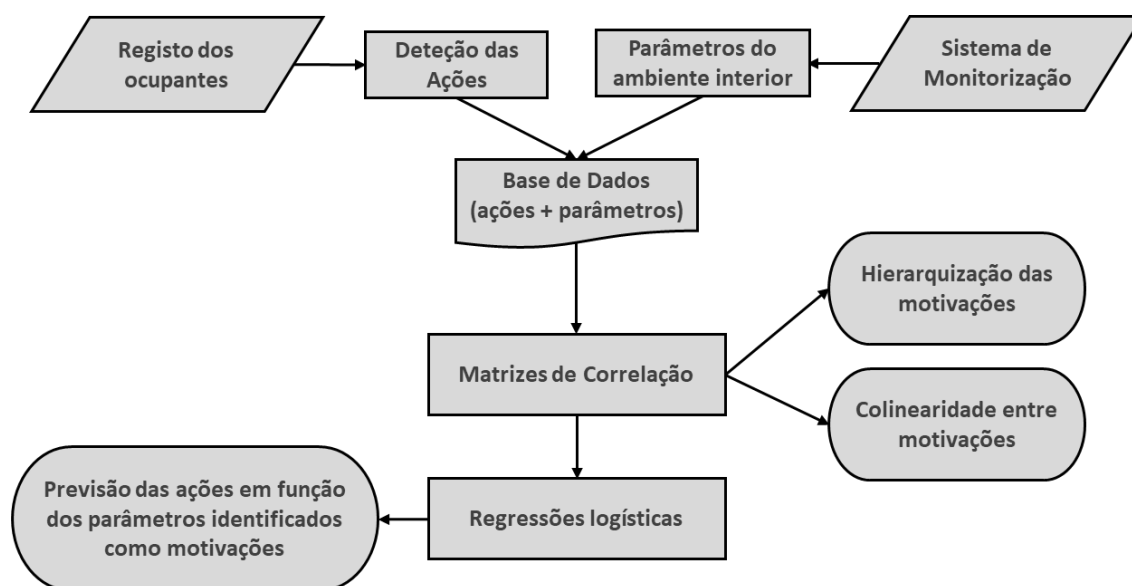 Registo dos
ocupantes
Deteção das
Ações
Parâmetros do
ambiente interior
Sistema de
Monitorização
Base de Dados
(ações + parâmetros)
Hierarquização das
motivações
Matrizes de Correlação
Colinearidade entre
motivações
Previsão das ações em função
dos parâmetros identificados
como motivações
Regressões logísticas